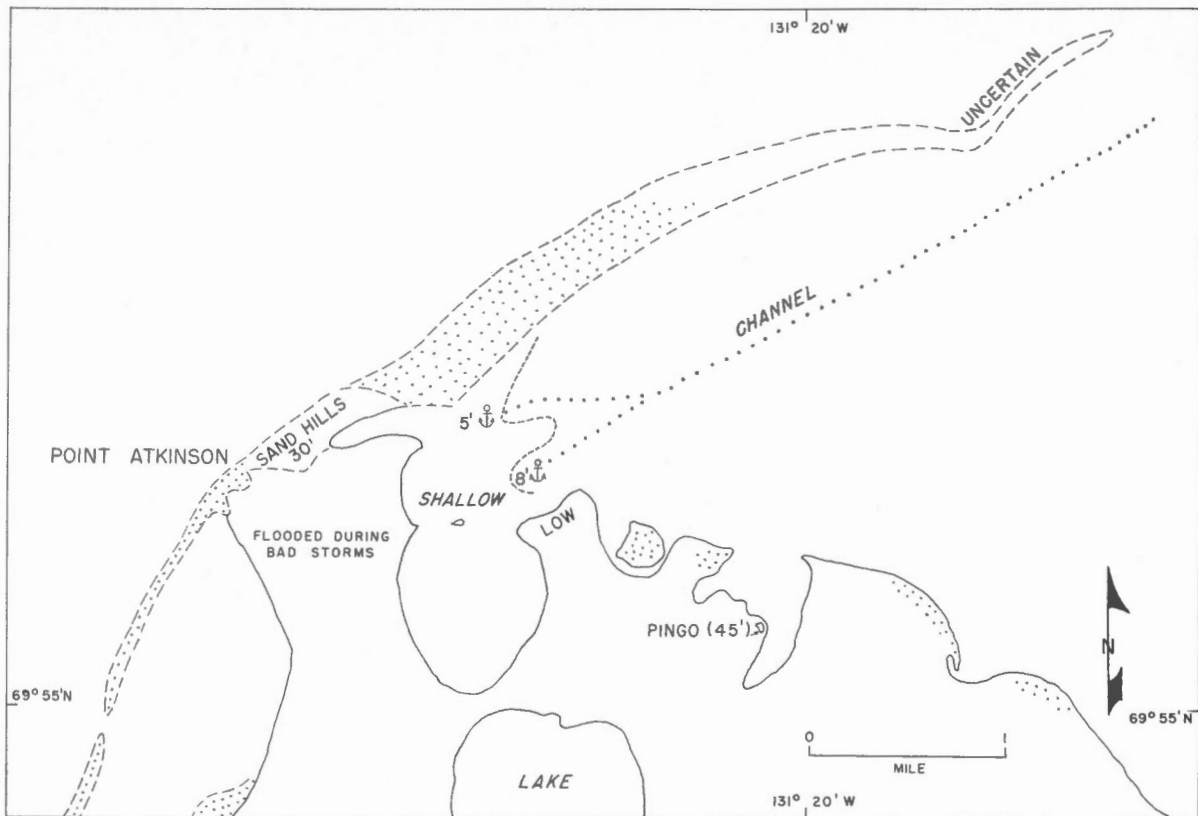 131° 20' W
UNCERTAIN
CHANNEL
SAND HILLS
30'
5'
POINT ATKINSON
8'
SHALLOW
LOW
FLOODED DURING
BAD STORMS
PINGO (45')
N
69° 55'N
69° 55'N
0 1
MILE
LAKE
131° 20' W